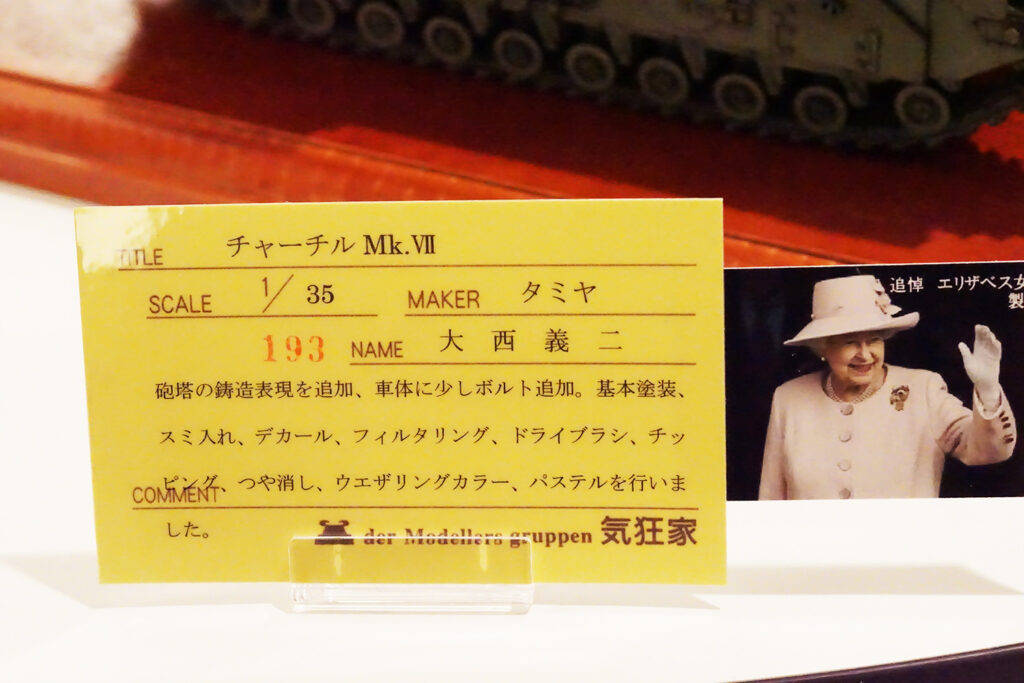 TITLE チャーチル Mk.Ⅶ
SCALE 1/35 MAKER タミヤ
193 NAME 大西義二
砲塔の鋳造表現を追加、車体に少しボルト追加。基本塗装、
スミ入れ、デカール、フィルタリング、ドライブラシ、チッ
ピング、つや消し、ウエザリングカラー、パステルを行いま
COMMENT
した。
der Modellers gruppen 気狂家
追悼 エリザベス女
製